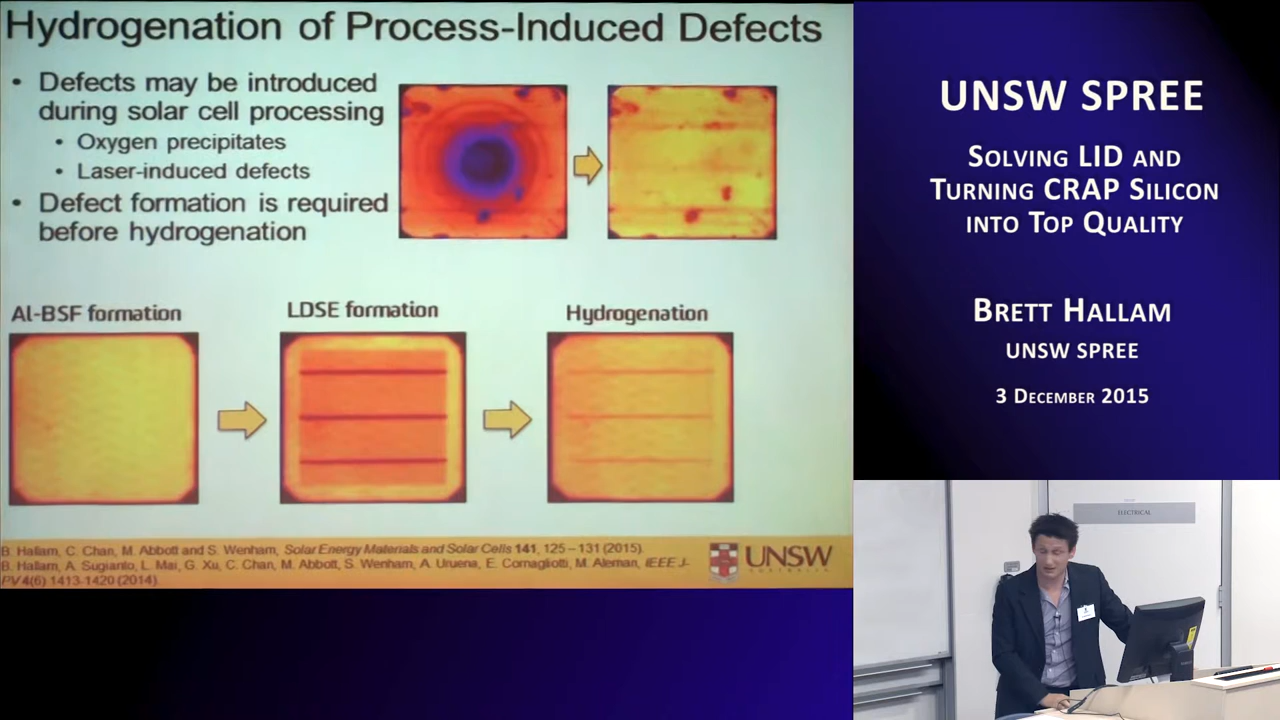 Hydrogenation of Process-Induced Defects
• Defects may be introduced
during solar cell processing
• Oxygen precipitates
• Laser-induced defects
• Defect formation is required
before hydrogenation
Al-BSF formation
LDSE formation
Hydrogenation
B. Hallam, C. Chan, M. Abbott and S. Wenham, Solar Energy Materials and Solar Cells 141, 125 – 131 (2015).
B. Hallam, A. Sugianto, L. Mai, G. Xu, C. Chan, M. Abbott, S. Wenham, A. Uruena, E. Cornagliotti, M. Aleman, IEEE J-
PV 4(6) 1413-1420 (2014).
UNSW
AUSTRALIA
UNSW SPREE
Solving LID and
Turning CRAP Silicon
into Top Quality
Brett Hallam
UNSW SPREE
3 December 2015
ELECTRICAL